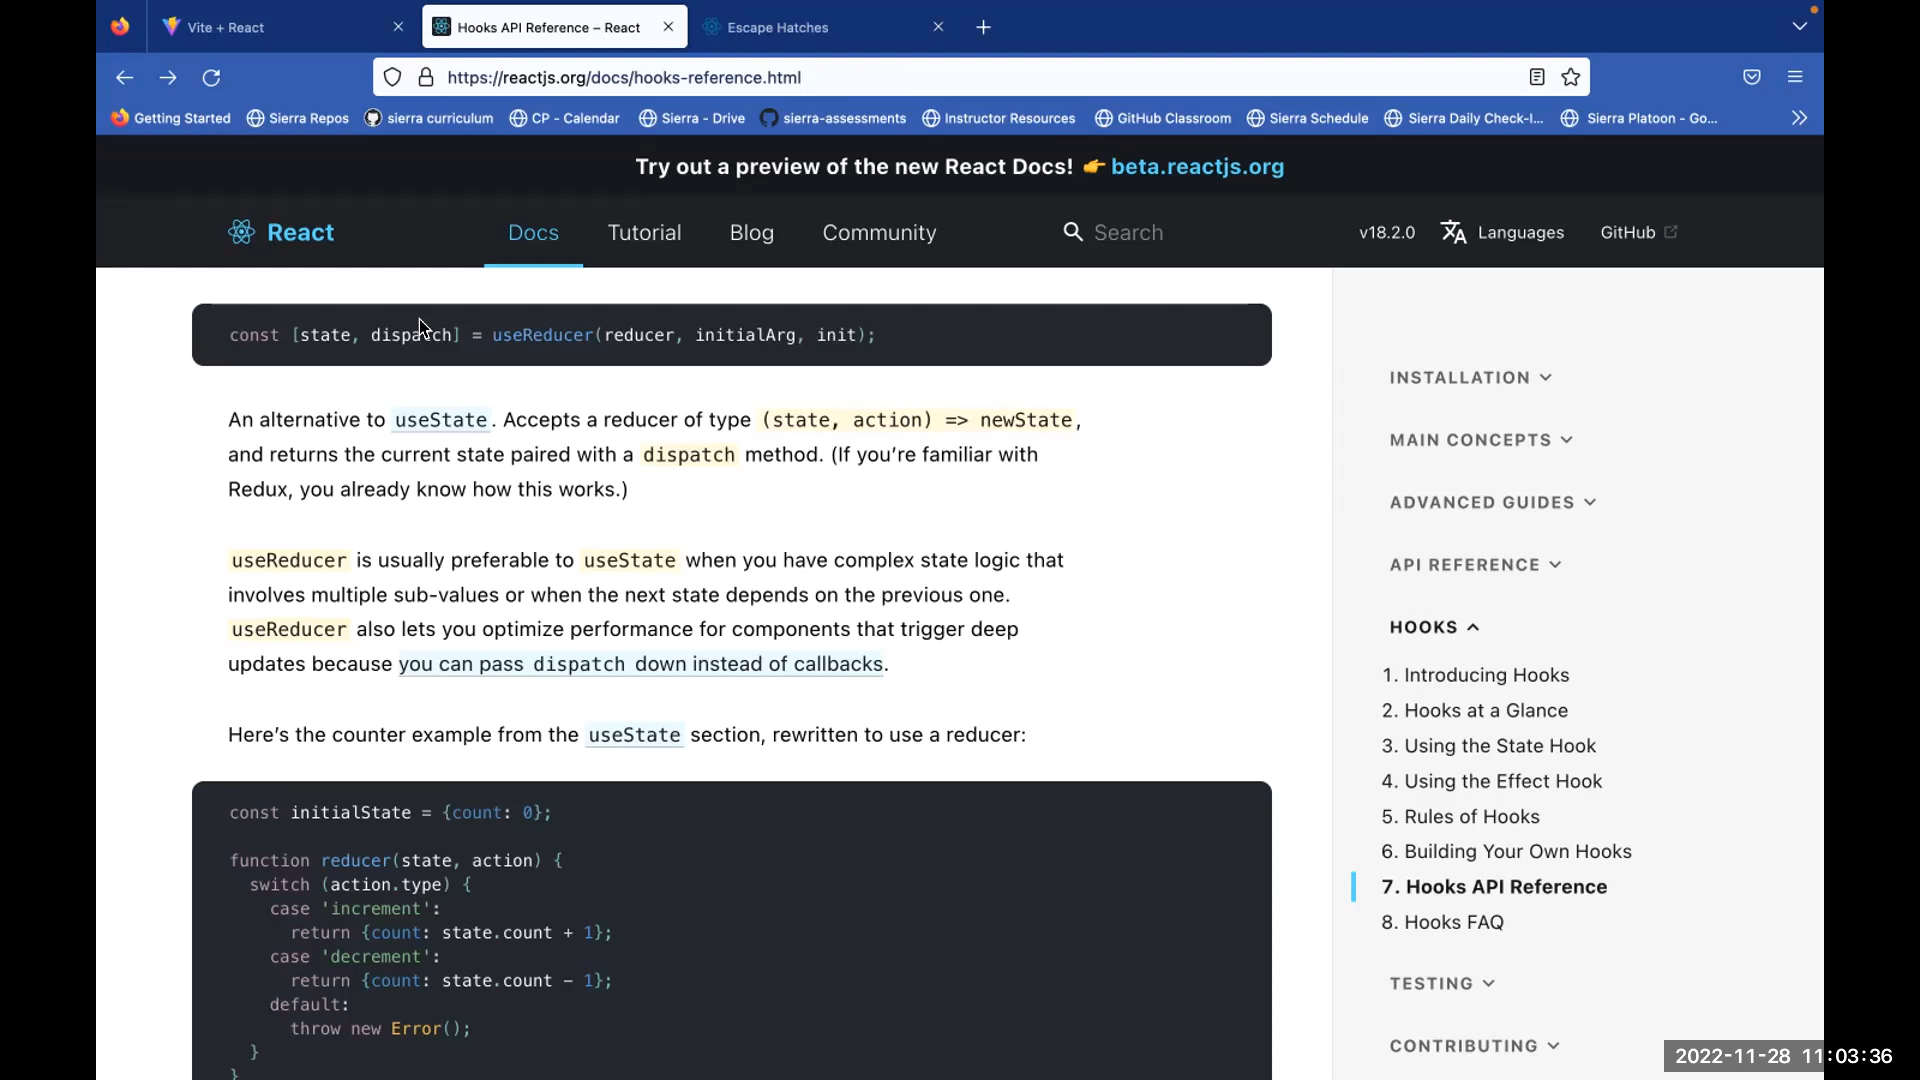 Vite + React
Hooks API Reference – React
Escape Hatches
https://reactjs.org/docs/hooks-reference.html
Getting Started
Sierra Repos
sierra curriculum
CP - Calendar
Sierra - Drive
sierra-assessments
Instructor Resources
GitHub Classroom
Sierra Schedule
Sierra Daily Check-I...
Sierra Platoon - Go...
Try out a preview of the new React Docs! 👉 beta.reactjs.org
React
Docs
Tutorial
Blog
Community
Search
v18.2.0
Languages
GitHub
const [state, dispatch] = useReducer(reducer, initialArg, init);
An alternative to useState. Accepts a reducer of type (state, action) => newState,
and returns the current state paired with a dispatch method. (If you’re familiar with
Redux, you already know how this works.)
useReducer is usually preferable to useState when you have complex state logic that
involves multiple sub-values or when the next state depends on the previous one.
useReducer also lets you optimize performance for components that trigger deep
updates because you can pass dispatch down instead of callbacks.
Here’s the counter example from the useState section, rewritten to use a reducer:
const initialState = {count: 0};
function reducer(state, action) {
switch (action.type) {
case 'increment':
return {count: state.count + 1};
case 'decrement':
return {count: state.count - 1};
default:
throw new Error();
}
}
INSTALLATION
MAIN CONCEPTS
ADVANCED GUIDES
API REFERENCE
HOOKS
1. Introducing Hooks
2. Hooks at a Glance
3. Using the State Hook
4. Using the Effect Hook
5. Rules of Hooks
6. Building Your Own Hooks
7. Hooks API Reference
8. Hooks FAQ
TESTING
CONTRIBUTING
2022-11-28 11:03:36